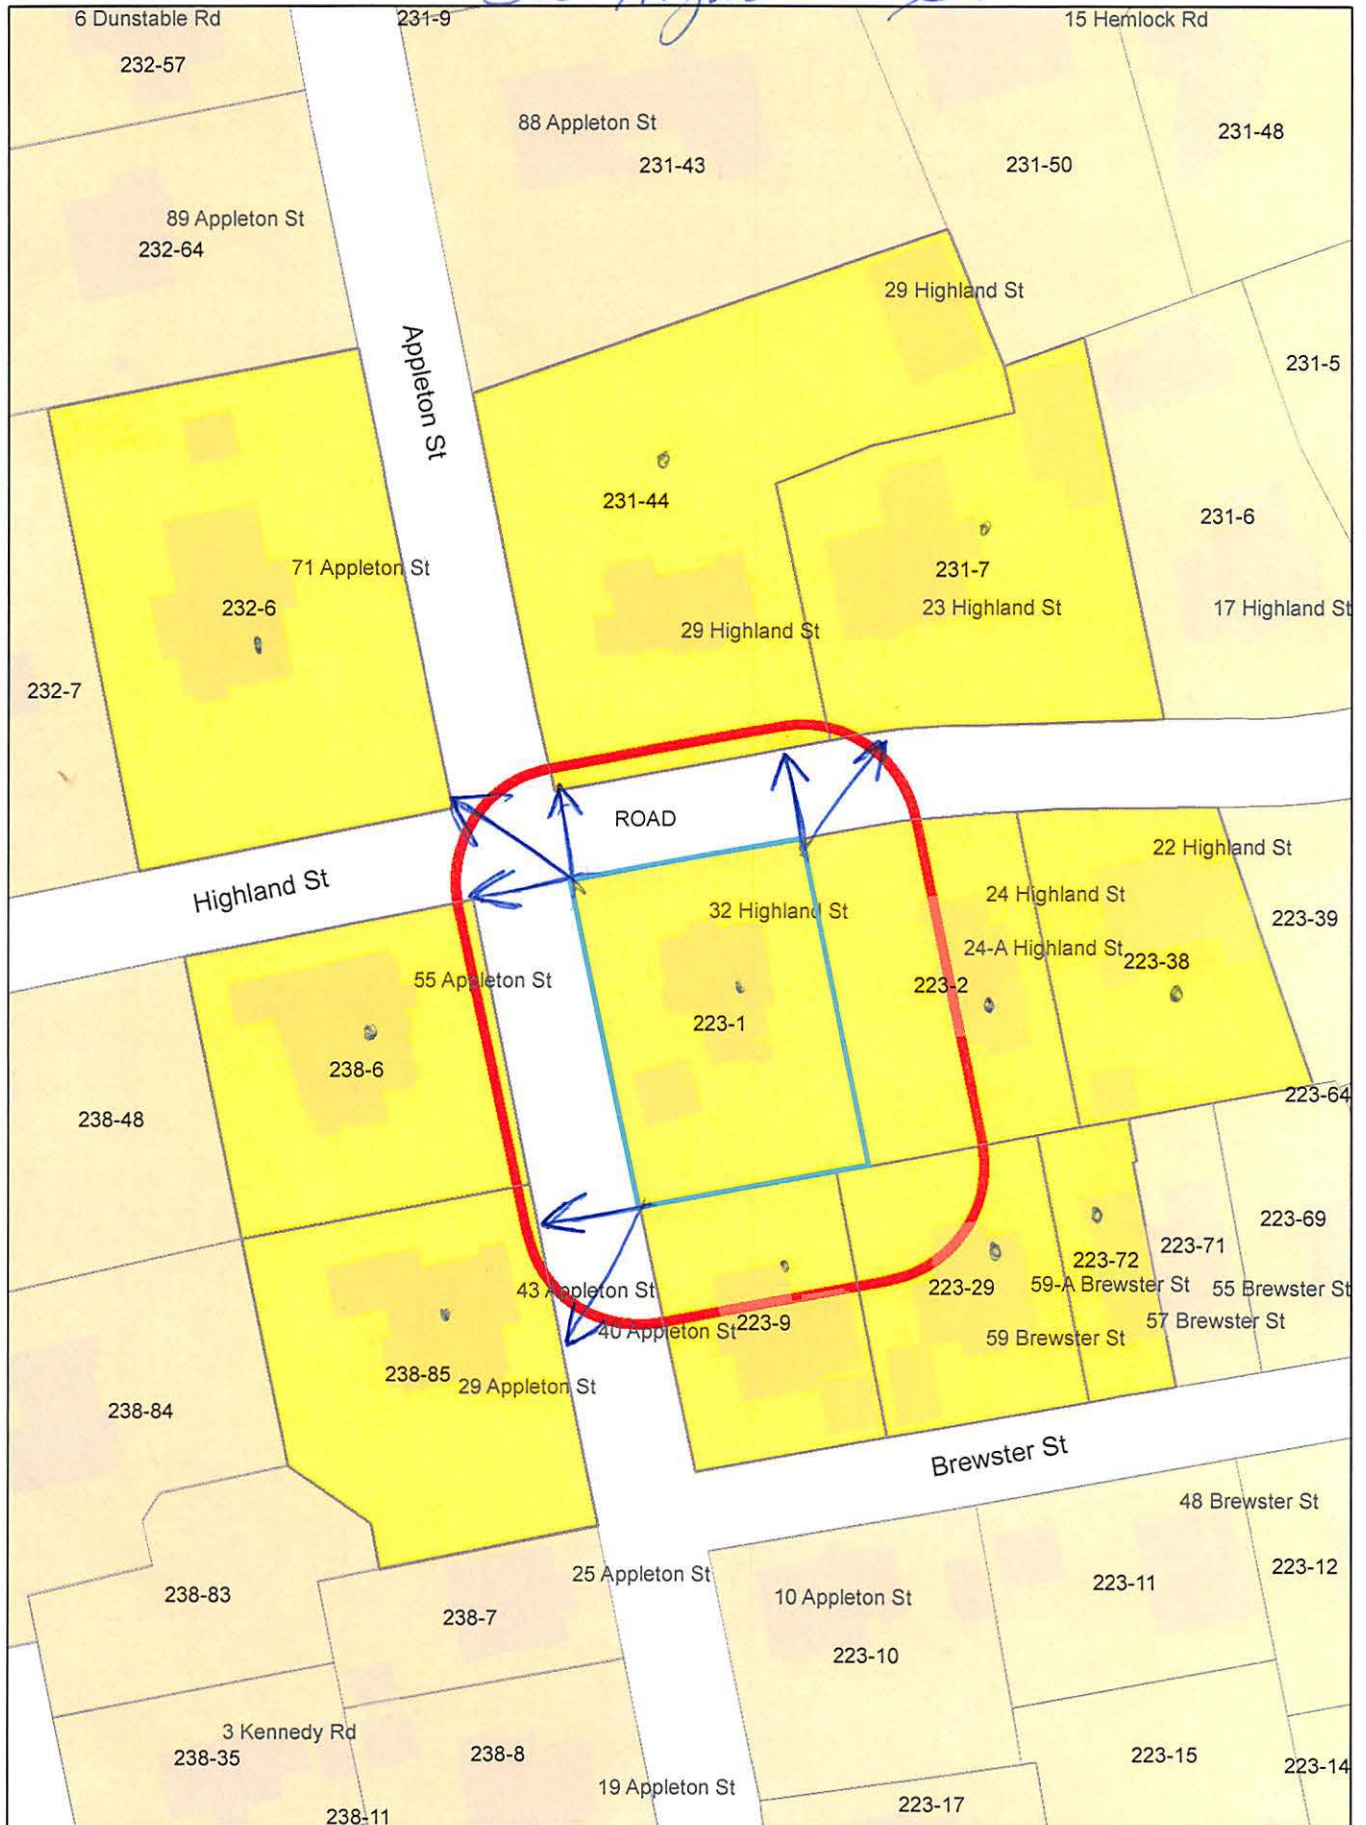 6 Dunstable Rd
231-9
15 Hemlock Rd
232-57
88 Appleton St
231-43
231-50
231-48
89 Appleton St
232-64
29 Highland St
Appleton St
231-5
231-44
231-6
71 Appleton St
231-7
232-6
23 Highland St
17 Highland St
29 Highland St
232-7
ROAD
22 Highland St
Highland St
24 Highland St
32 Highland St
223-39
24-A Highland St
223-38
55 Appleton St
223-2
223-1
238-6
223-64
238-48
223-69
223-71
223-72
43 Appleton St
223-29
59-A Brewster St
55 Brewster St
57 Brewster St
40 Appleton St
223-9
59 Brewster St
238-85
29 Appleton St
238-84
Brewster St
48 Brewster St
25 Appleton St
223-12
223-11
238-83
10 Appleton St
238-7
223-10
3 Kennedy Rd
238-35
238-8
223-15
223-14
19 Appleton St
223-17
238-11